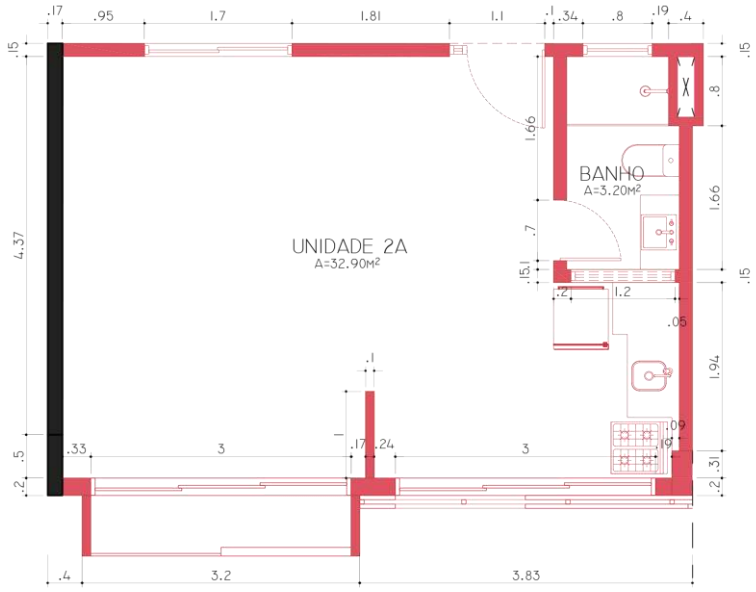 .17 .95 1.7 1.81 1.1 .1 .34 .8 .19 .4
.15 .15
.8
1.66
BANHO
A=3.20M²
1.66
4.37
UNIDADE 2A
A=32.90M²
.7
.1
.15 .15
.2 1.2
.05
1.94
.1
.09
1
.33 3 .17 .24 3 .19
.5 .31
.2 .2
.4 3.2 3.83